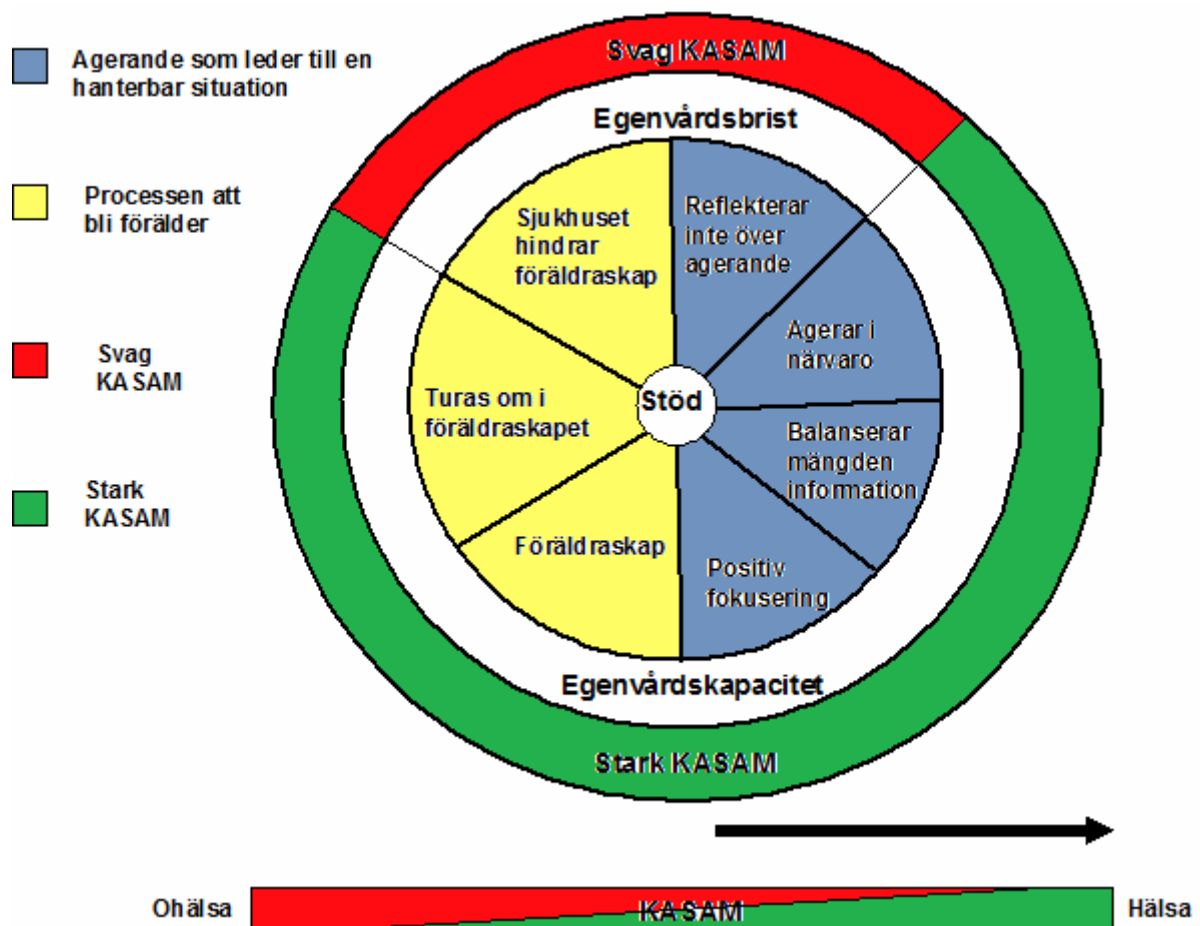 Agerande som leder till en
hanterbar situation
Processen att
bli förälder
Svag
KASAM
Stark
KASAM
Svag KASAM
Egenvårdsbrist
Sjukhuset
hindrar
föräldraskap
Reflekterar
inte över
agerande
Agerar i
närvaro
Turas om i
föräldraskapet
Stöd
Balanserar
mängden
information
Föräldraskap
Positiv
fokusering
Egenvårdskapacitet
Stark KASAM
Ohälsa
KASAM
Hälsa